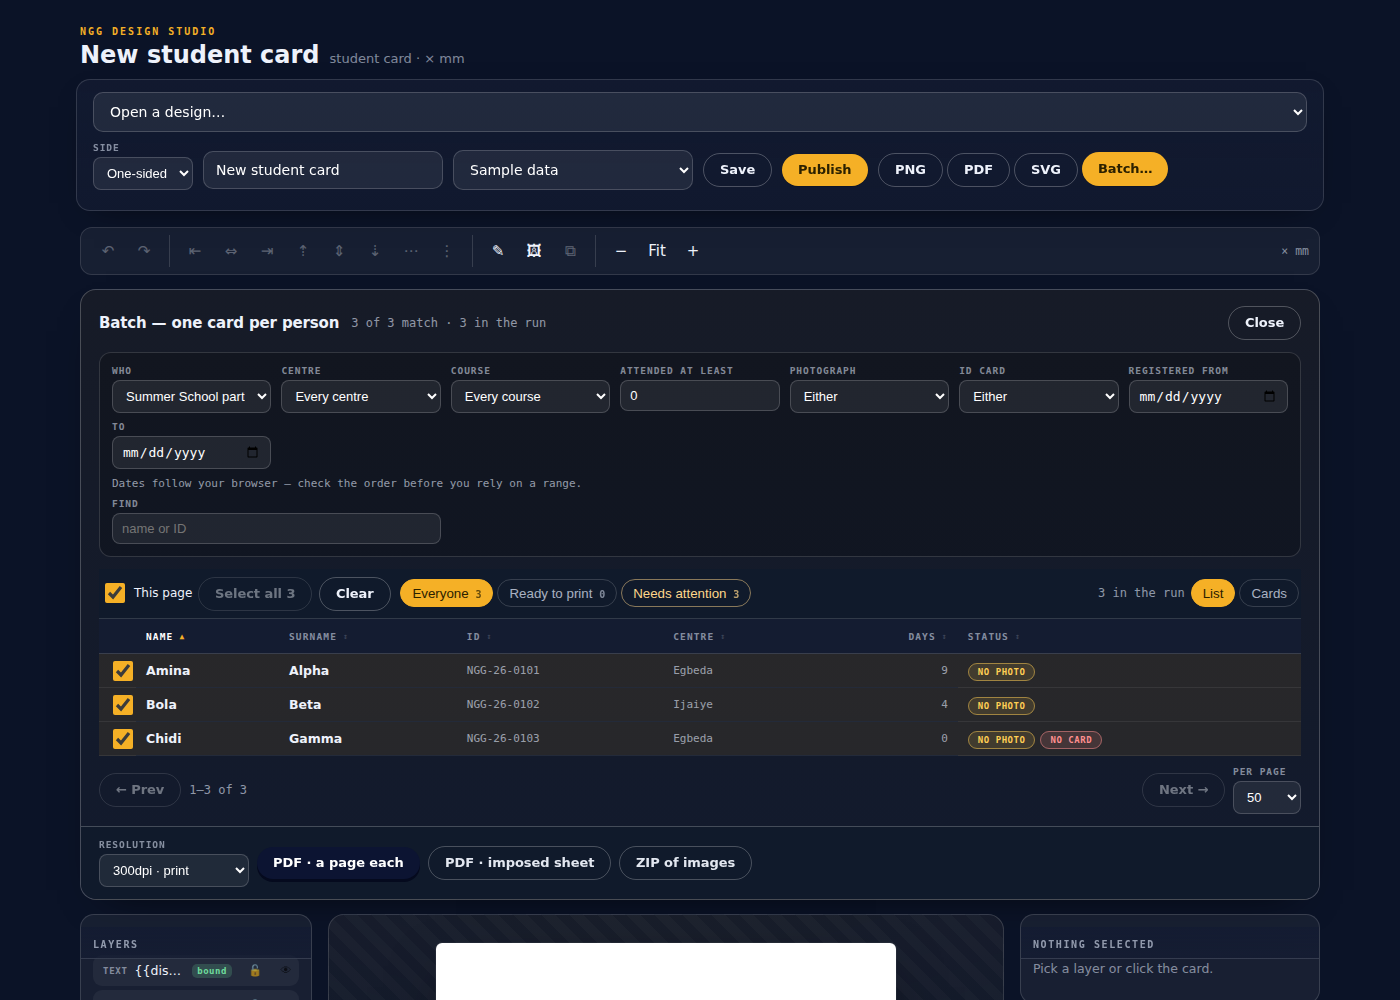 NGG DESIGN STUDIO
New student card student card · × mm
Open a design…
SIDE
One-sided New student card Sample data Save Publish PNG PDF SVG Batch…
− Fit +
× mm
Batch — one card per person 3 of 3 match · 3 in the run Close
WHO CENTRE COURSE ATTENDED AT LEAST PHOTOGRAPH ID CARD REGISTERED FROM
Summer School part Every centre Every course 0 Either Either mm/dd/yyyy
TO
mm/dd/yyyy
Dates follow your browser — check the order before you rely on a range.
FIND
name or ID
This page Select all 3 Clear Everyone 3 Ready to print 0 Needs attention 3 3 in the run List Cards
NAME ▲ SURNAME ID CENTRE DAYS STATUS
Amina Alpha NGG-26-0101 Egbeda 9 NO PHOTO
Bola Beta NGG-26-0102 Ijaiye 4 NO PHOTO
Chidi Gamma NGG-26-0103 Egbeda 0 NO PHOTO NO CARD
← Prev 1–3 of 3 Next →
PER PAGE
50
RESOLUTION
300dpi · print PDF · a page each PDF · imposed sheet ZIP of images
LAYERS
TEXT {{dis… bound
NOTHING SELECTED
Pick a layer or click the card.